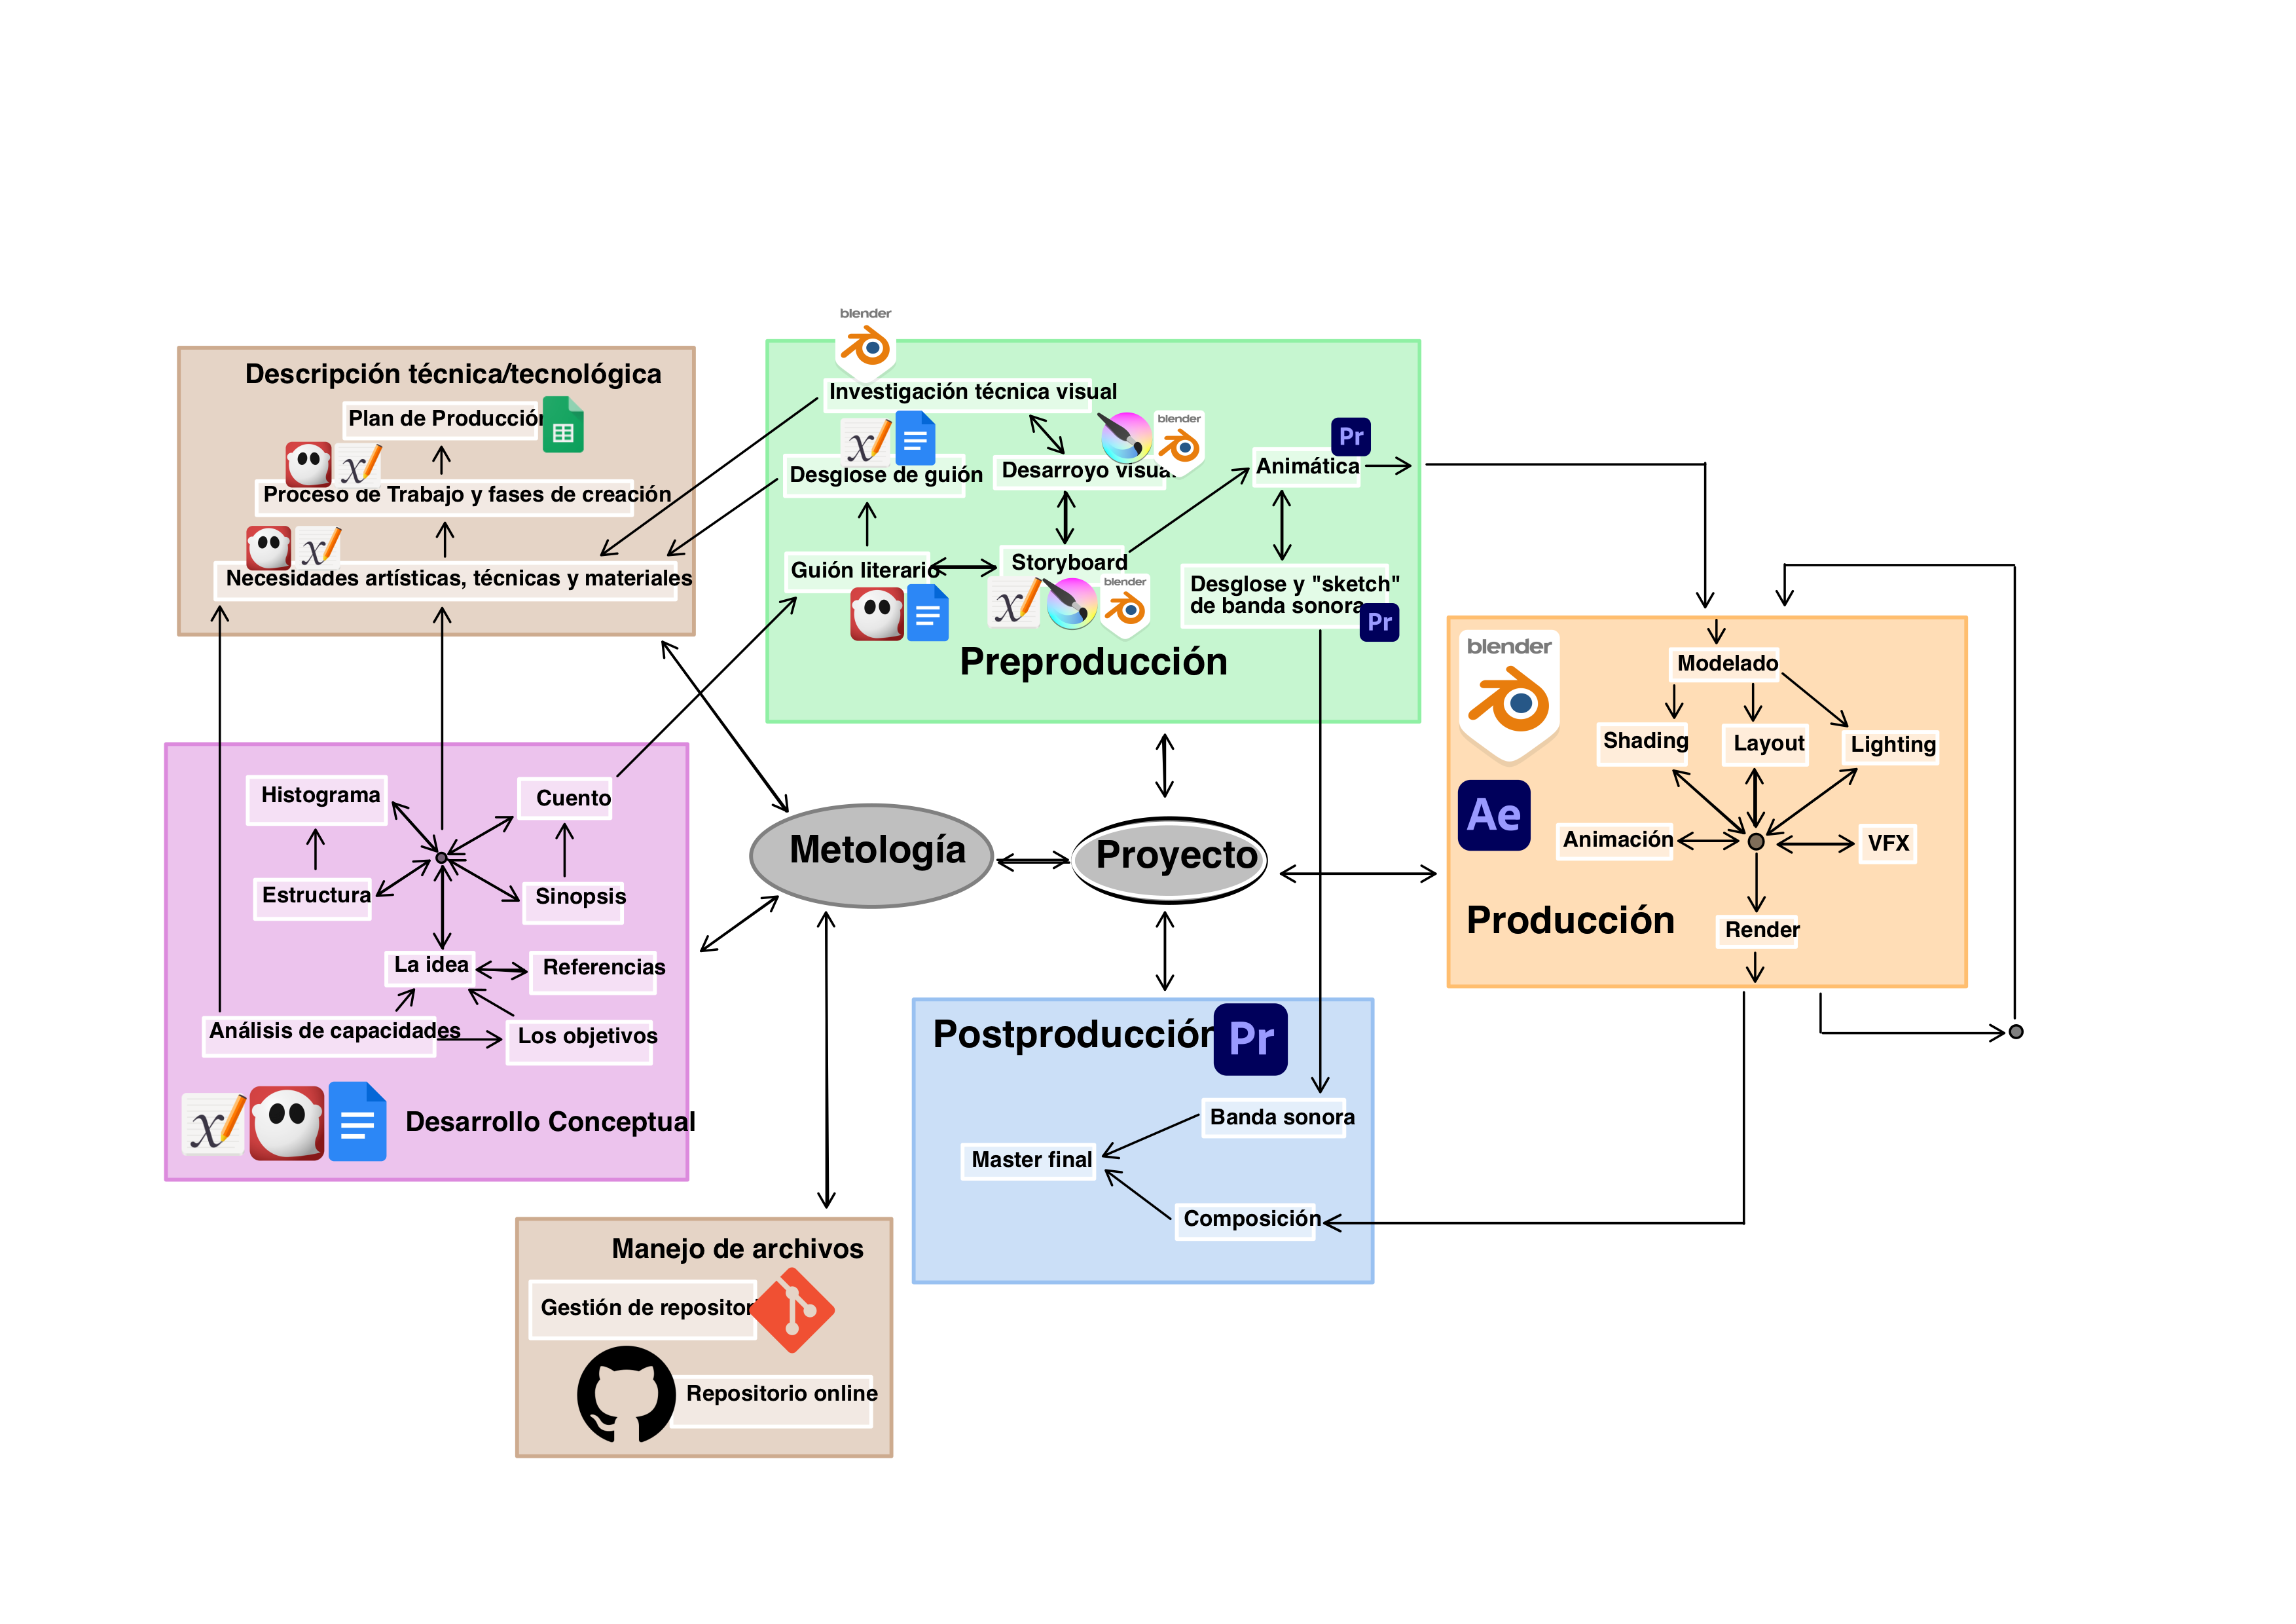 Descripción técnica/tecnológica
Plan de Producción
Proceso de Trabajo y fases de creación
Necesidades artísticas, técnicas y materiales
blender
Investigación técnica visual
Desglose de guión
blender
Desarroyo visual
Pr
Animática
Guión literario
Storyboard
blender
Desglose y "sketch"
de banda sonora
Pr
Preproducción
blender
Modelado
Shading
Layout
Lighting
Ae
Animación
VFX
Producción
Render
Histograma
Cuento
Estructura
Sinopsis
La idea
Referencias
Análisis de capacidades
Los objetivos
Desarrollo Conceptual
Metología
Proyecto
Postproducción
Pr
Banda sonora
Master final
Composición
Manejo de archivos
Gestión de repositori
Repositorio online